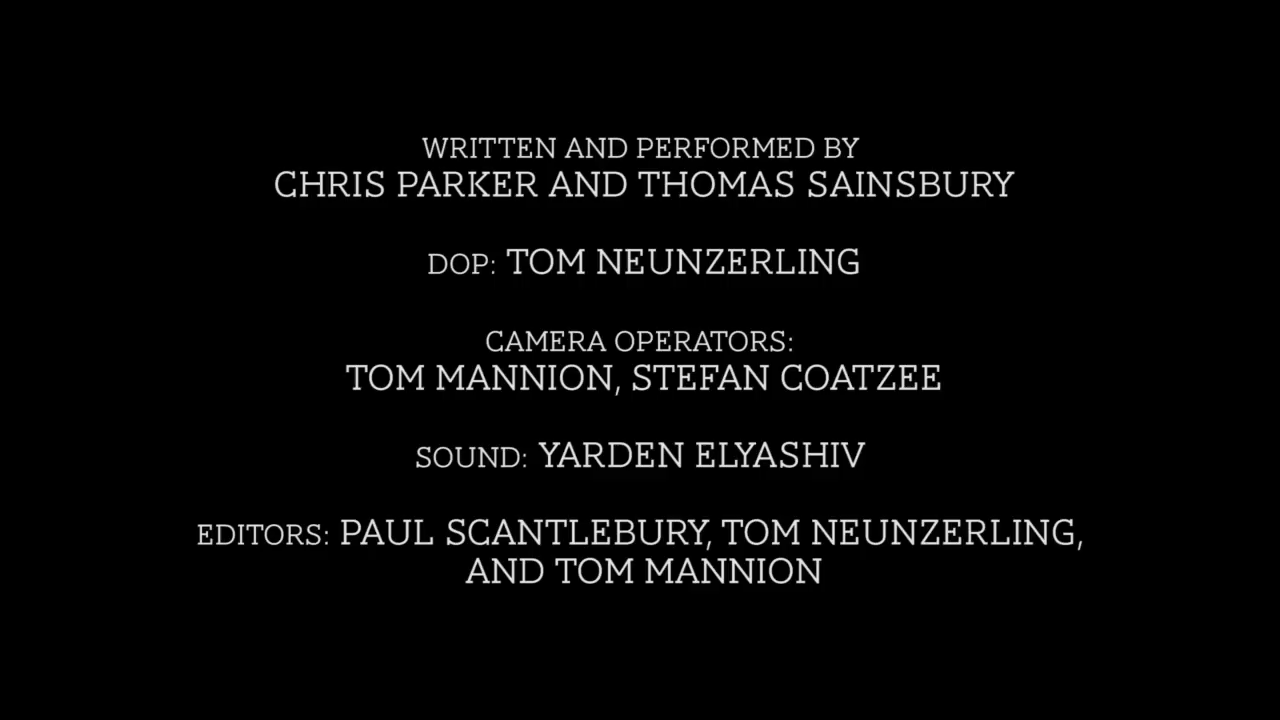 WRITTEN AND PERFORMED BY
CHRIS PARKER AND THOMAS SAINSBURY
DOP: TOM NEUNZERLING
CAMERA OPERATORS:
TOM MANNION, STEFAN COATZEE
SOUND: YARDEN ELYASHIV
EDITORS: PAUL SCANTLEBURY, TOM NEUNZERLING,
AND TOM MANNION